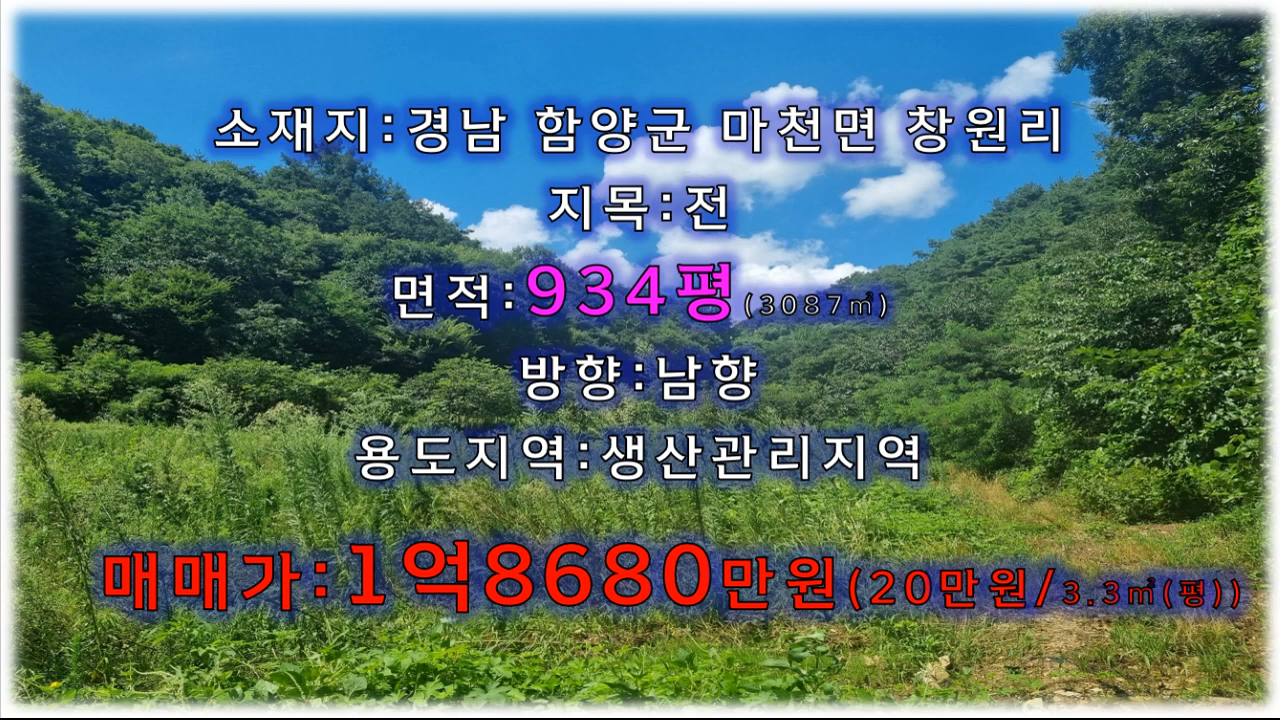 소재지:경남 함양군 마천면 창원리
지목:전
면적:934평(3087㎡)
방향:남향
용도지역:생산관리지역
매매가:1억8680만원(20만원/3.3㎡(평))